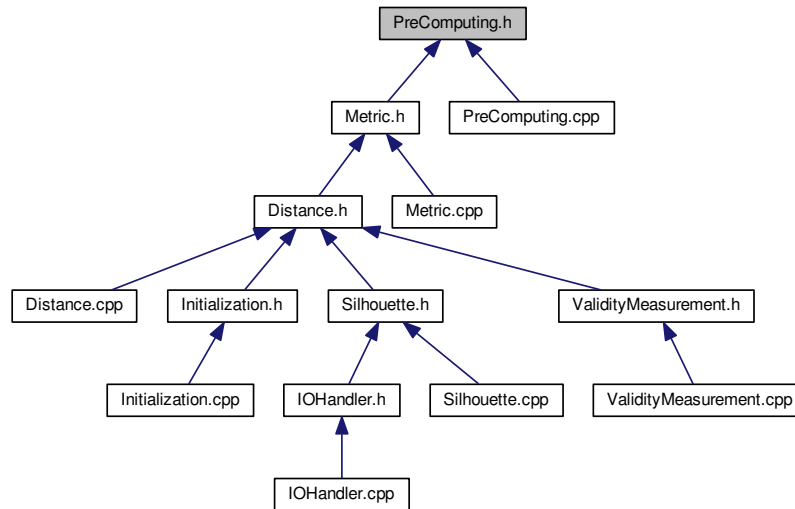 PreComputing.h
Metric.h
PreComputing.cpp
Distance.h
Metric.cpp
Distance.cpp
Initialization.h
Silhouette.h
ValidityMeasurement.h
Initialization.cpp
IOHandler.h
Silhouette.cpp
ValidityMeasurement.cpp
IOHandler.cpp